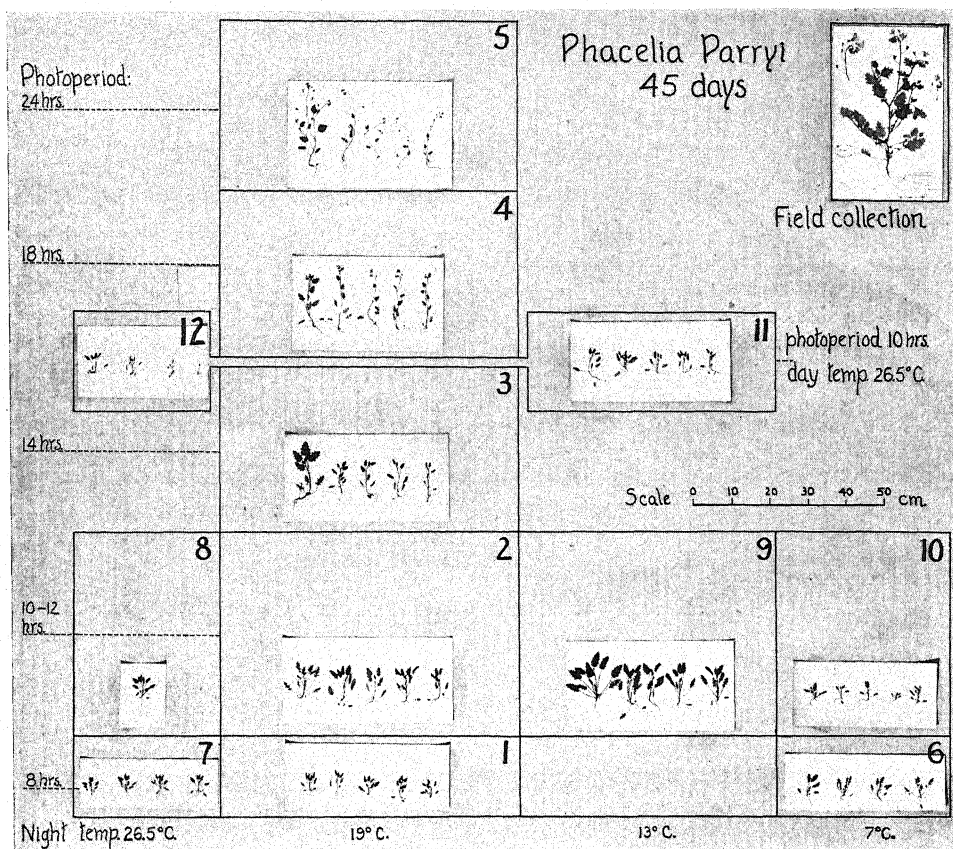 Phacelia Parryi
45 days
Field collection
Photoperiod:
24 hrs.
5
4
18 hrs.
12
11
photoperiod 10 hrs.
day temp. 26.5°C.
3
14 hrs.
Scale 0 10 20 30 40 50 cm.
8
2
9
10
10-12
hrs.
7
1
6
8 hrs.
Night temp. 26.5°C.
19° C.
13° C.
7° C.